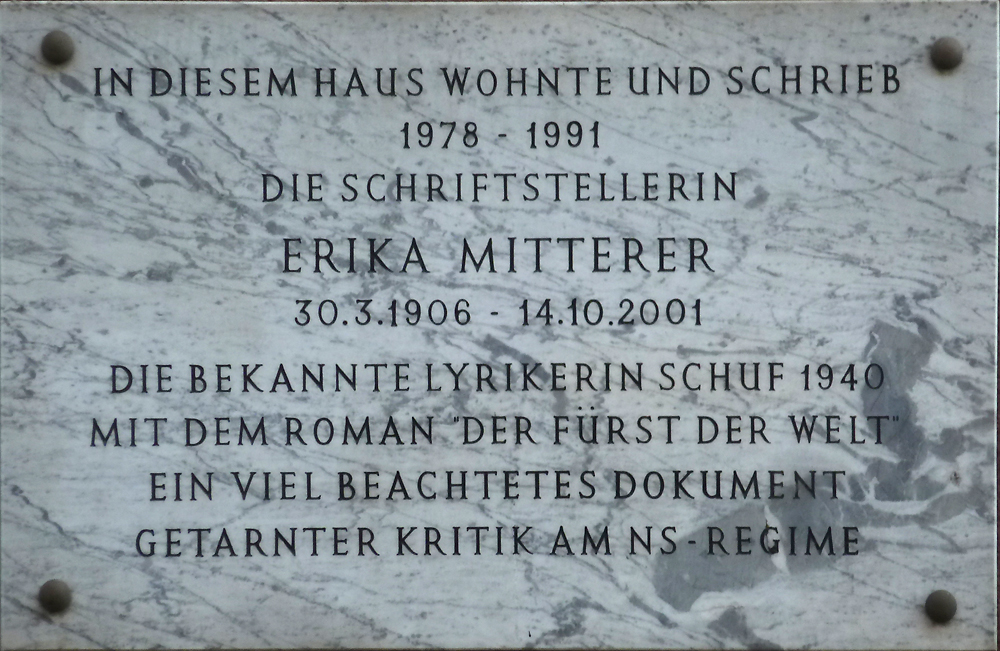 IN DIESEM HAUS WOHNTE UND SCHRIEB
1978 - 1991
DIE SCHRIFTSTELLERIN
ERIKA MITTERER
30.3.1906 - 14.10.2001
DIE BEKANNTE LYRIKERIN SCHUF 1940
MIT DEM ROMAN "DER FÜRST DER WELT"
EIN VIEL BEACHTETES DOKUMENT
GETARNTER KRITIK AM NS-REGIME